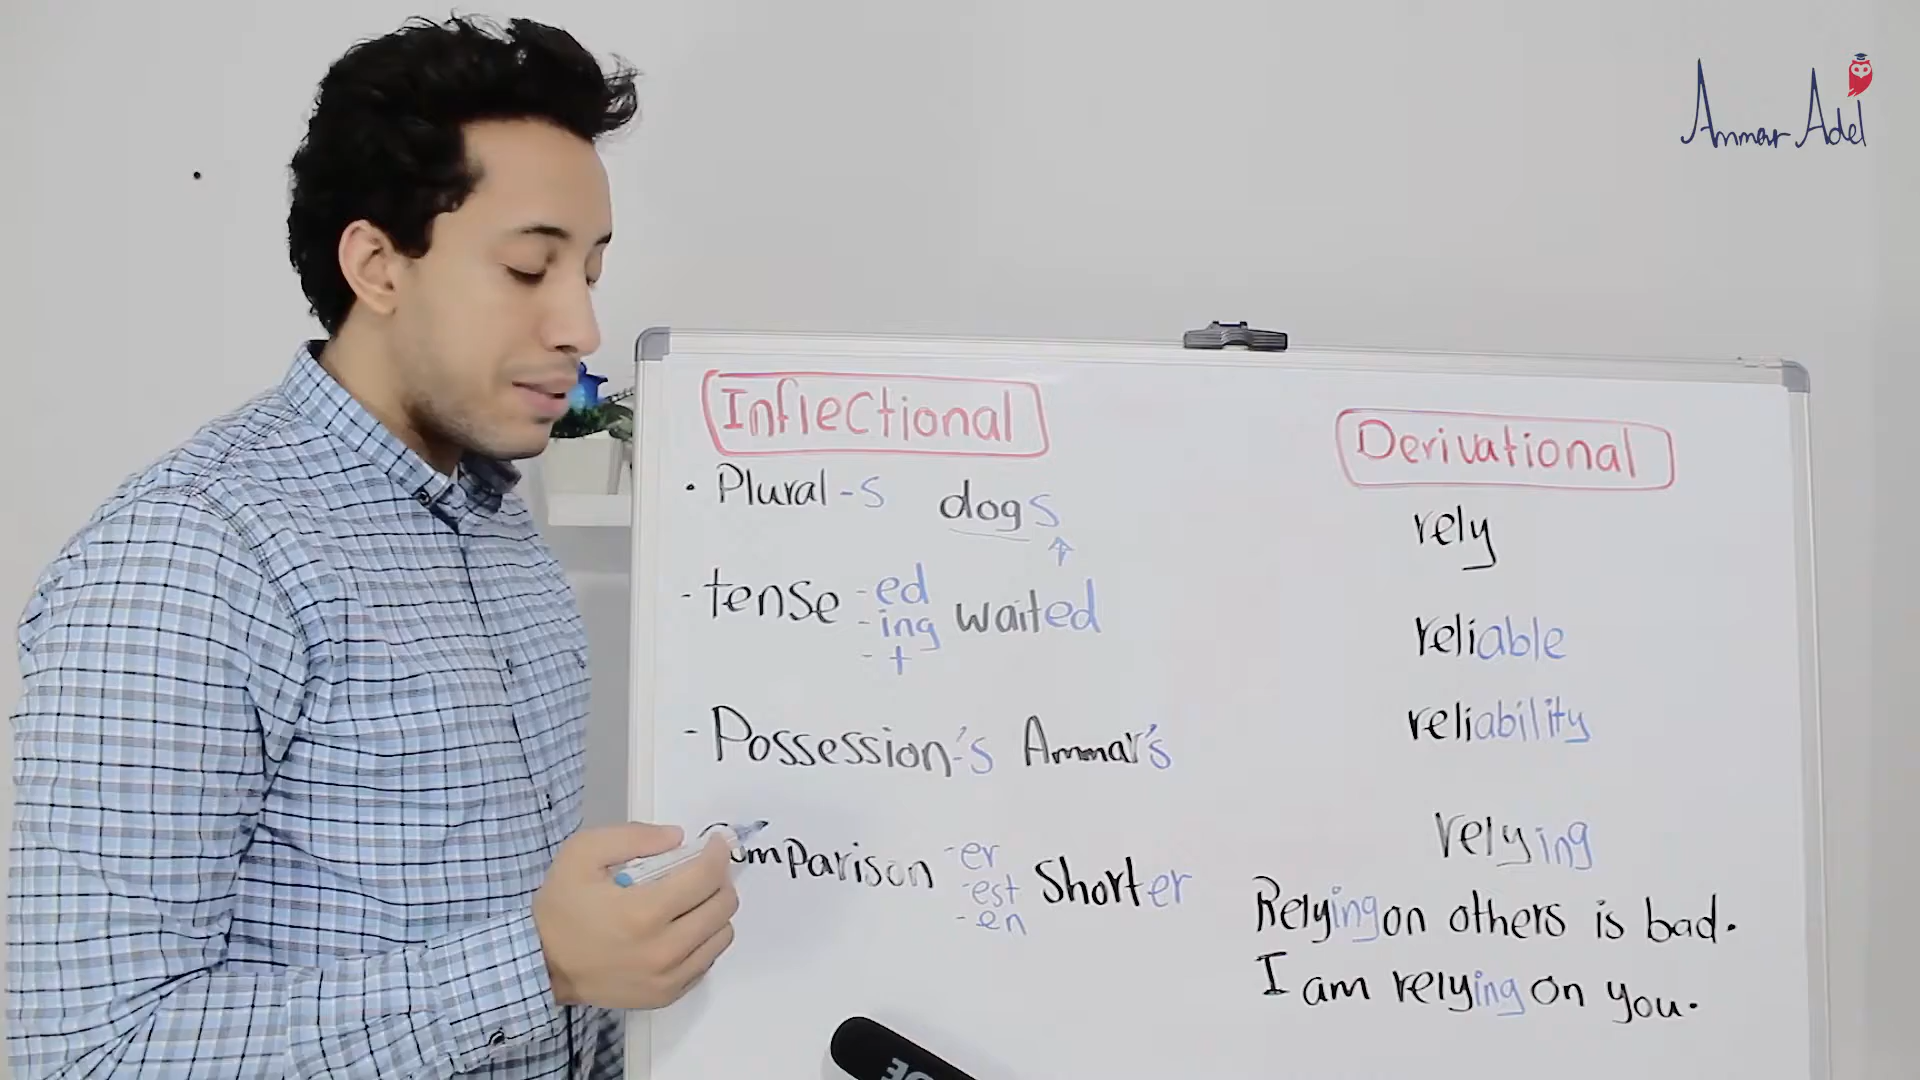 Ammar Adel
Inflectional
• Plural -s dogs
- tense -ed waited
-ing
-t
- Possession -'s Ammar's
Comparison -er Shorter
-est
-en
Derivational
rely
reliable
reliability
relying
Relying on others is bad.
I am relying on you.